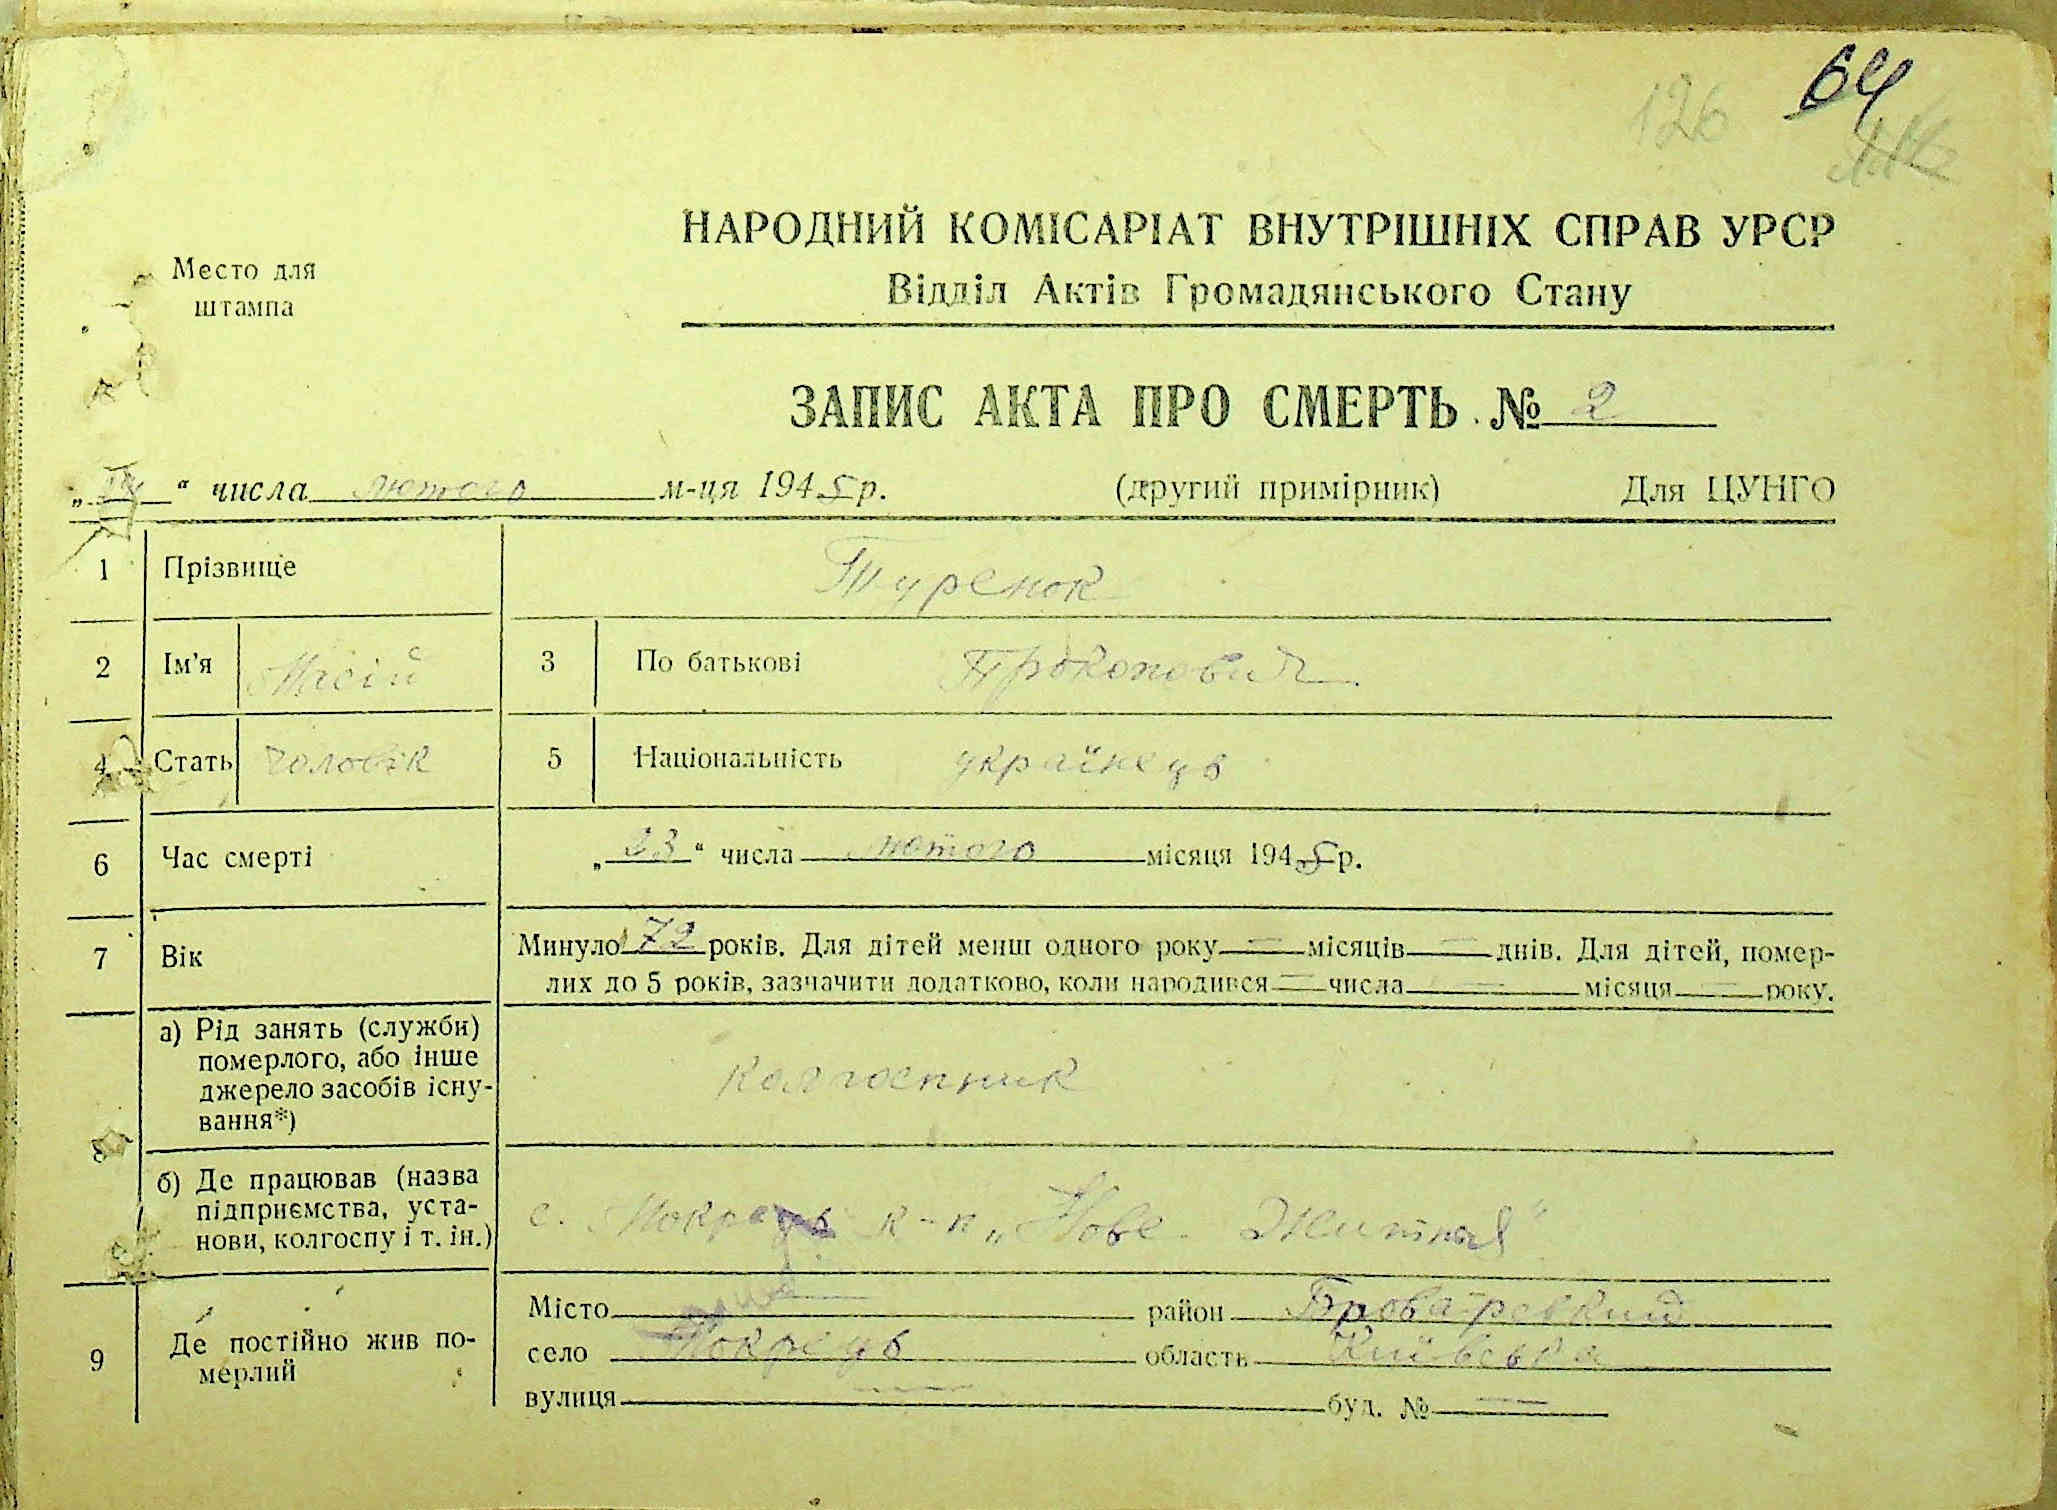 64
126
Место для
штампа
НАРОДНИЙ КОМІСАРІАТ ВНУТРІШНІХ СПРАВ УРСР
Відділ Актів Громадянського Стану
ЗАПИС АКТА ПРО СМЕРТЬ № 2
" " числа лютого м-ця 1945 р. (другий примірник) Для ЦУНГО
1 Прізвище Туренок
2 Ім'я 3 По батькові Прокопович
4 Стать чоловік 5 Національність українець
6 Час смерті „23" числа лютого місяця 1945 р.
7 Вік Минуло 72 років. Для дітей менш одного року — місяців — днів. Для дітей, помер-
лих до 5 років, зазначити додатково, коли народився — числа — місяця — року.
8 а) Рід занять (служби)
померлого, або інше
джерело засобів існу-
вання*) колгоспник
б) Де працював (назва
підприємства, уста-
нови, колгоспу і т. ін.) с. Мокрець к-п „Нове Життя"
9 Де постійно жив по-
мерлий
Місто — район Броварский
село Мокрець область Київська
вулиця — буд. № —